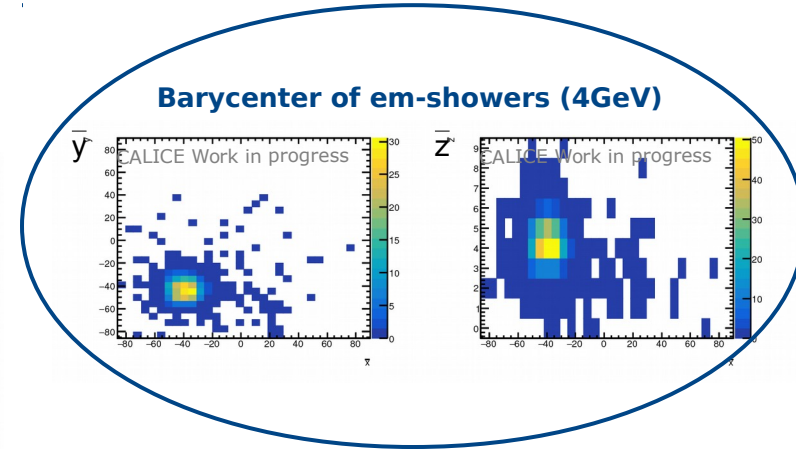 Barycenter of em-showers (4GeV)
y
y
CALICE Work in progress
80
60
40
20
0
−20
−40
−60
−80
−80 −60 −40 −20 0 20 40 60 80
x
30
25
20
15
10
5
0
z
z
CALICE Work in progress
9
8
7
6
5
4
3
2
1
0
−80 −60 −40 −20 0 20 40 60 80
x
50
40
30
20
10
0